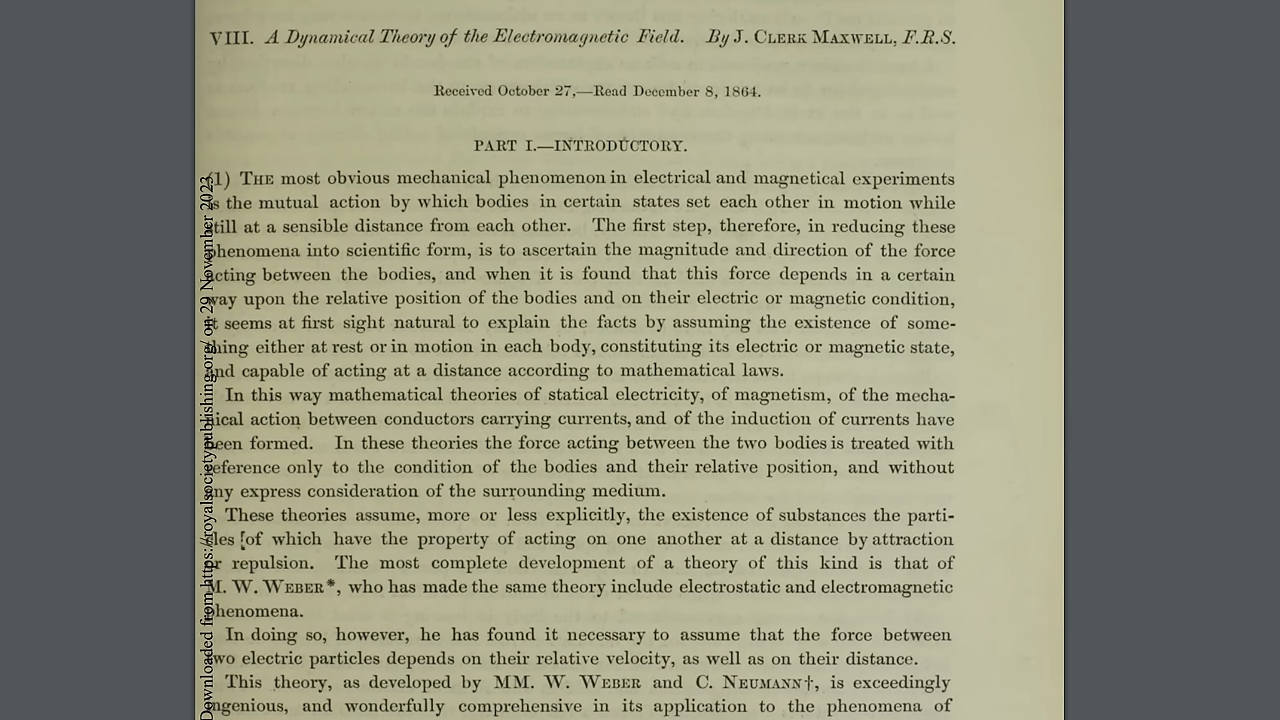 VIII. A Dynamical Theory of the Electromagnetic Field. By J. CLERK MAXWELL, F.R.S.
Received October 27,—Read December 8, 1864.
PART I.—INTRODUCTORY.
(1) THE most obvious mechanical phenomenon in electrical and magnetical experiments
is the mutual action by which bodies in certain states set each other in motion while
still at a sensible distance from each other. The first step, therefore, in reducing these
phenomena into scientific form, is to ascertain the magnitude and direction of the force
acting between the bodies, and when it is found that this force depends in a certain
way upon the relative position of the bodies and on their electric or magnetic condition,
it seems at first sight natural to explain the facts by assuming the existence of some-
thing either at rest or in motion in each body, constituting its electric or magnetic state,
and capable of acting at a distance according to mathematical laws.
In this way mathematical theories of statical electricity, of magnetism, of the mecha-
nical action between conductors carrying currents, and of the induction of currents have
been formed. In these theories the force acting between the two bodies is treated with
reference only to the condition of the bodies and their relative position, and without
any express consideration of the surrounding medium.
These theories assume, more or less explicitly, the existence of substances the parti-
cles [of which have the property of acting on one another at a distance by attraction
or repulsion. The most complete development of a theory of this kind is that of
M. W. WEBER*, who has made the same theory include electrostatic and electromagnetic
phenomena.
In doing so, however, he has found it necessary to assume that the force between
two electric particles depends on their relative velocity, as well as on their distance.
This theory, as developed by MM. W. WEBER and C. NEUMANN†, is exceedingly
ingenious, and wonderfully comprehensive in its application to the phenomena of
Downloaded from https://royalsocietypublishing.org/ on 29 November 2023